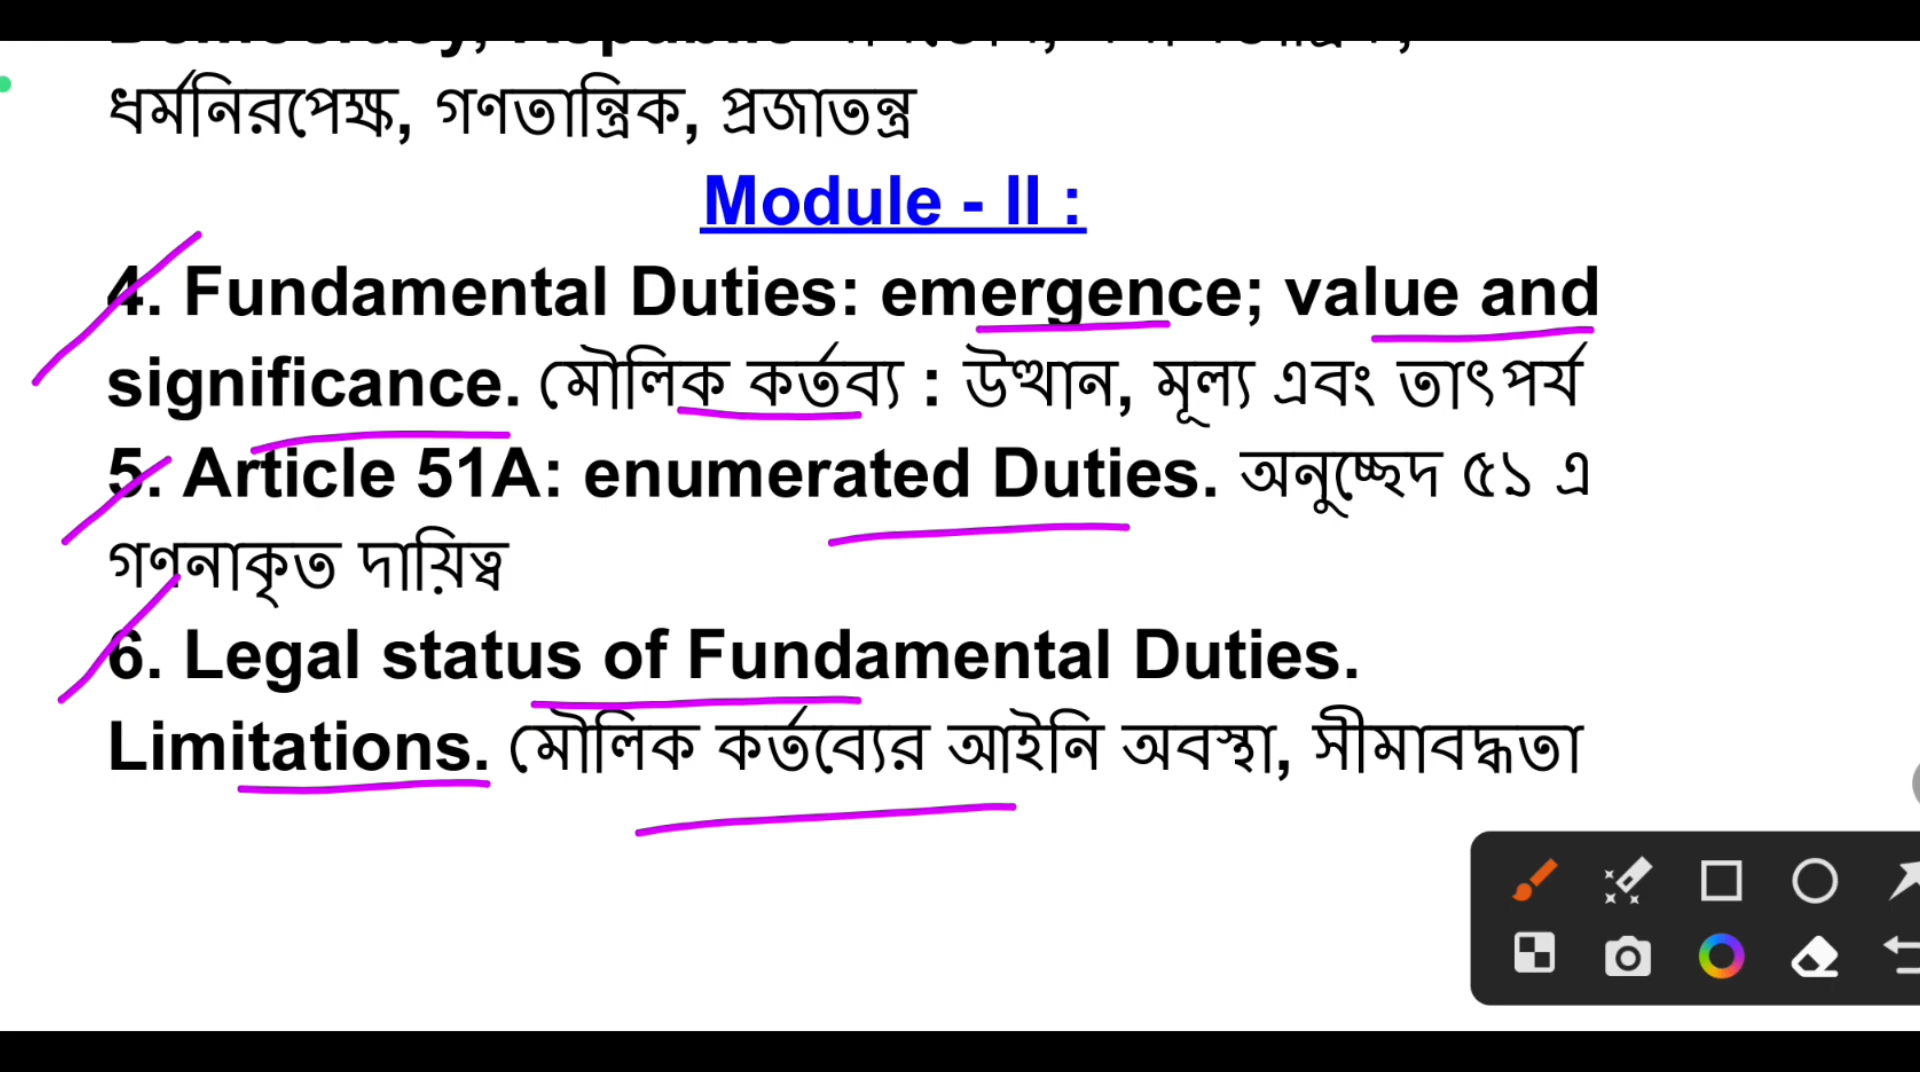 ধর্মনিরপেক্ষ, গণতান্ত্রিক, প্রজাতন্ত্র
Module - II :
4. Fundamental Duties: emergence; value and
significance. মৌলিক কর্তব্য : উত্থান, মূল্য এবং তাৎপর্য
5. Article 51A: enumerated Duties. অনুচ্ছেদ ৫১ এ
গণনাকৃত দায়িত্ব
6. Legal status of Fundamental Duties.
Limitations. মৌলিক কর্তব্যের আইনি অবস্থা, সীমাবদ্ধতা